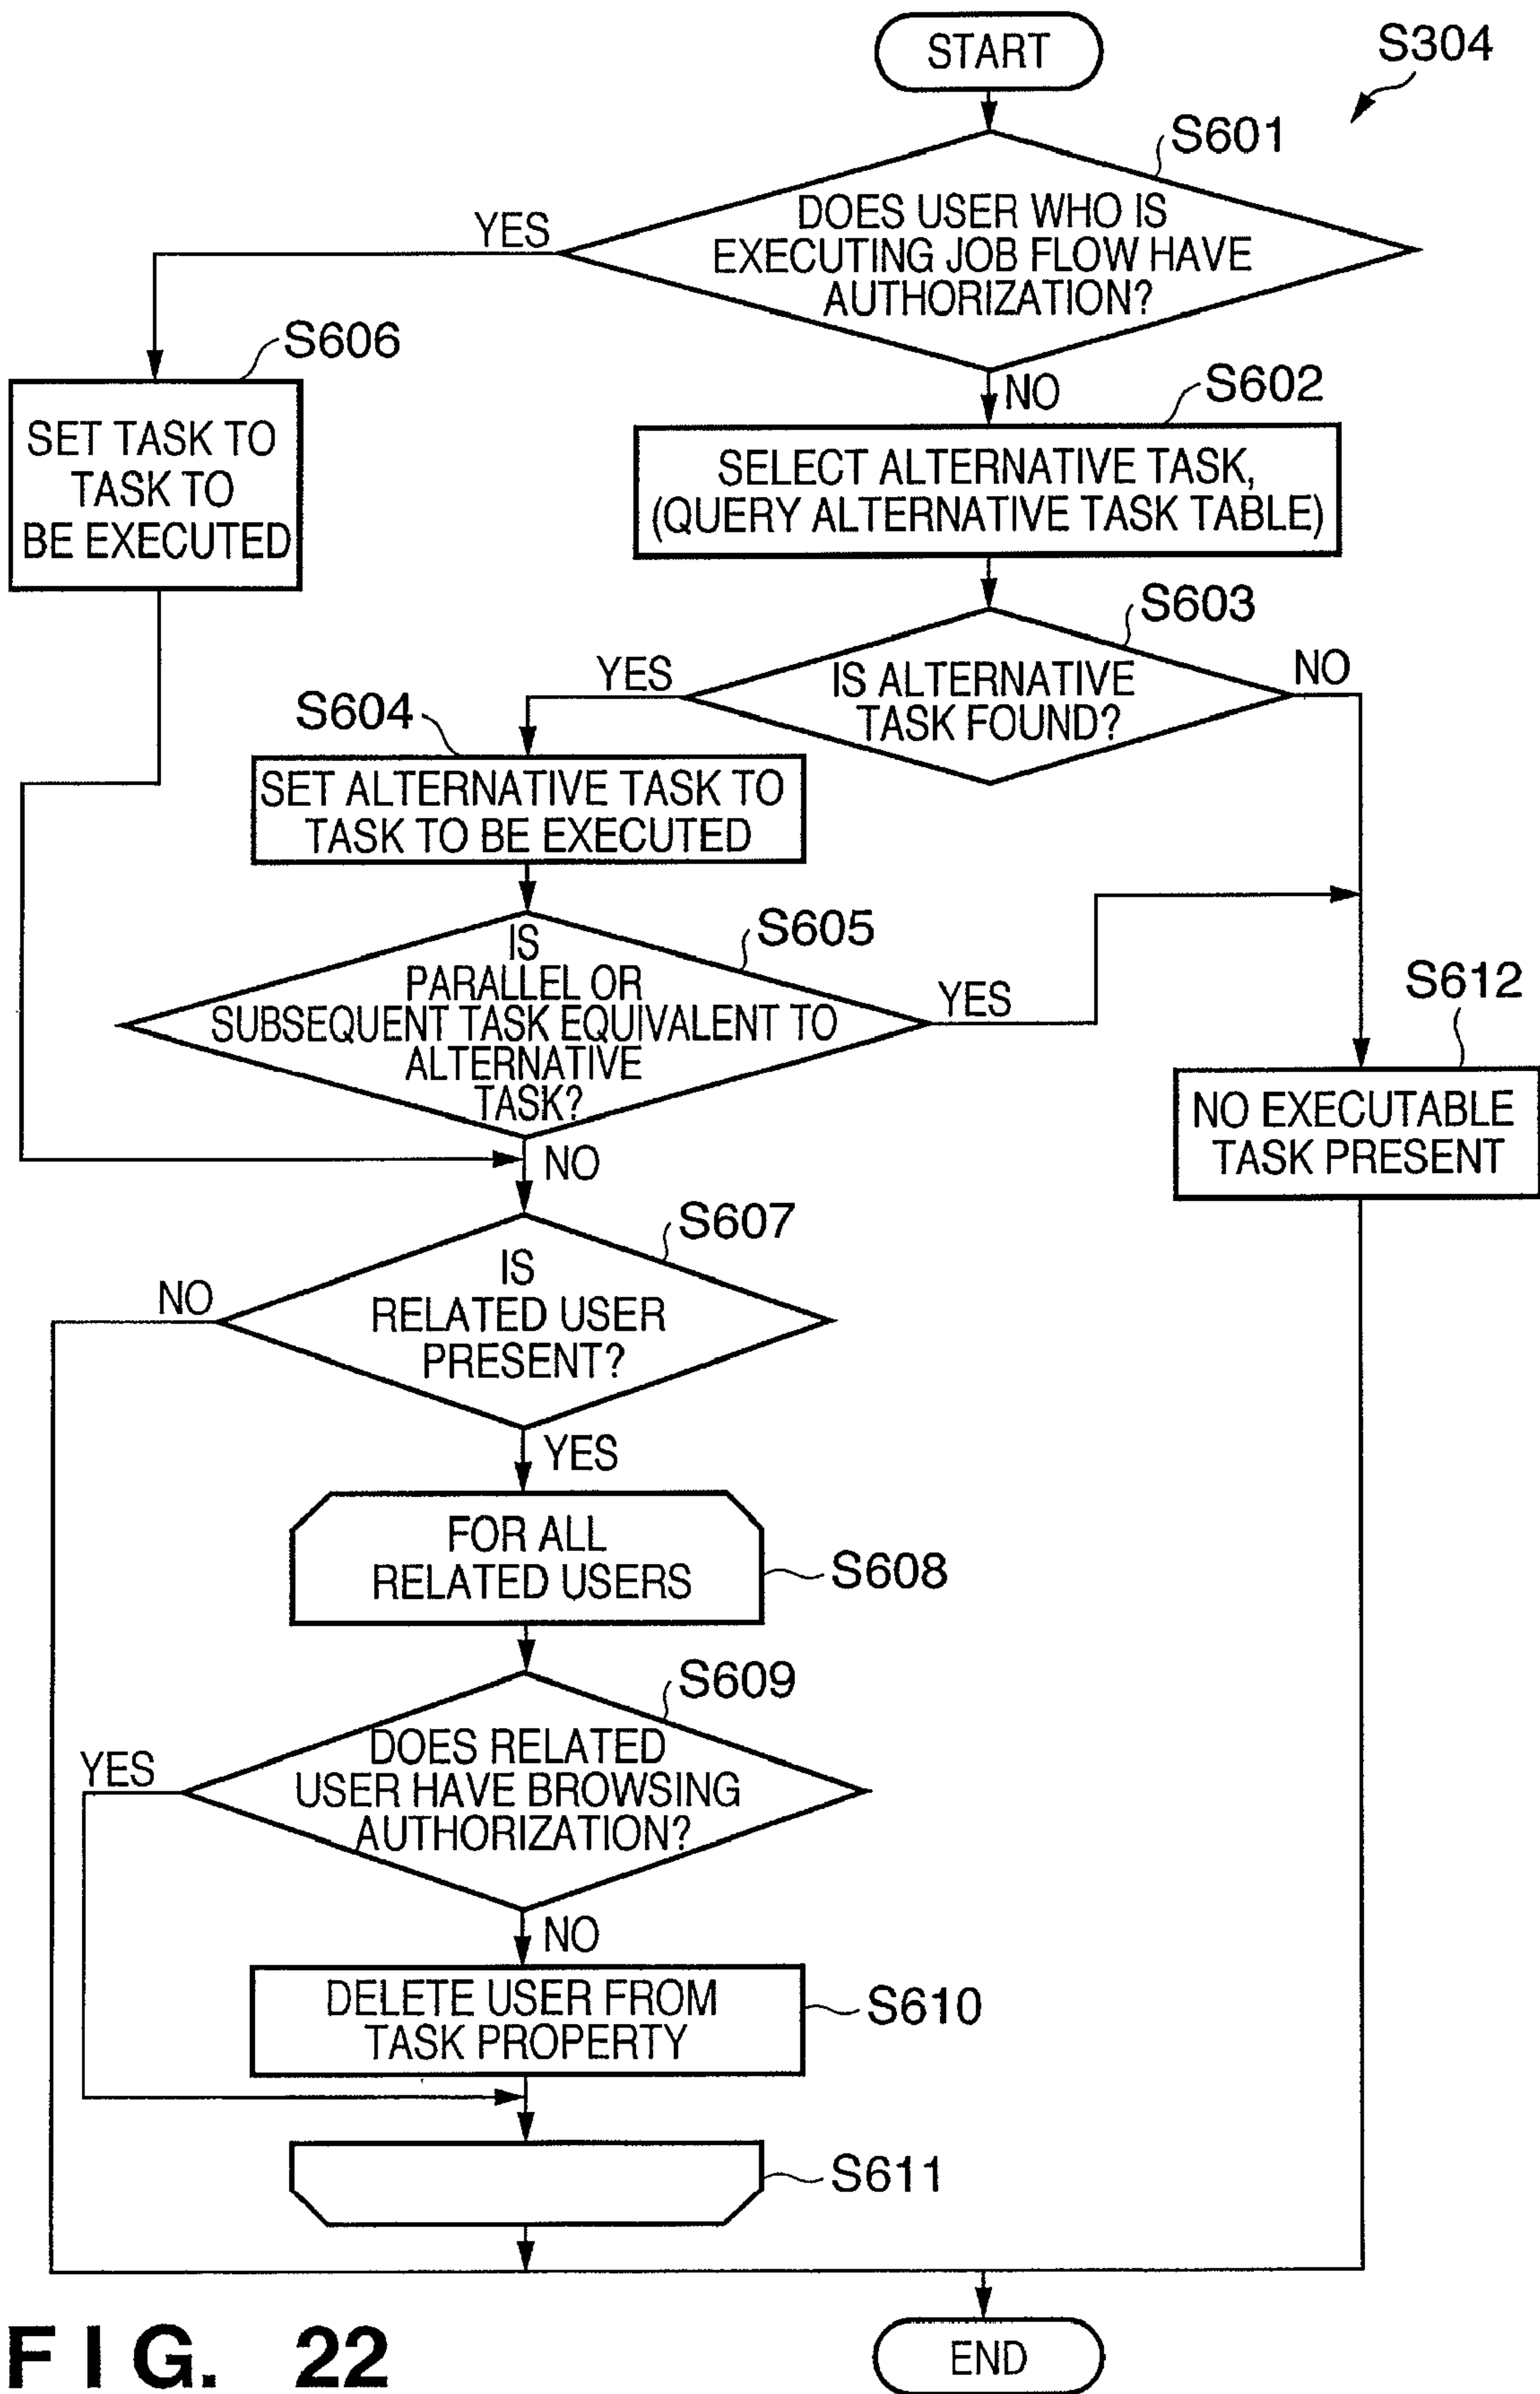 START
S304
S601
DOES USER WHO IS
EXECUTING JOB FLOW HAVE
AUTHORIZATION?
YES
NO
S606
SET TASK TO
TASK TO
BE EXECUTED
S602
SELECT ALTERNATIVE TASK,
(QUERY ALTERNATIVE TASK TABLE)
S603
IS ALTERNATIVE
TASK FOUND?
YES
NO
S604
SET ALTERNATIVE TASK TO
TASK TO BE EXECUTED
S605
IS
PARALLEL OR
SUBSEQUENT TASK EQUIVALENT TO
ALTERNATIVE
TASK?
YES
NO
S612
NO EXECUTABLE
TASK PRESENT
S607
IS
RELATED USER
PRESENT?
NO
YES
FOR ALL
RELATED USERS
S608
S609
DOES RELATED
USER HAVE BROWSING
AUTHORIZATION?
YES
NO
DELETE USER FROM
TASK PROPERTY
S610
S611
END
FIG. 22